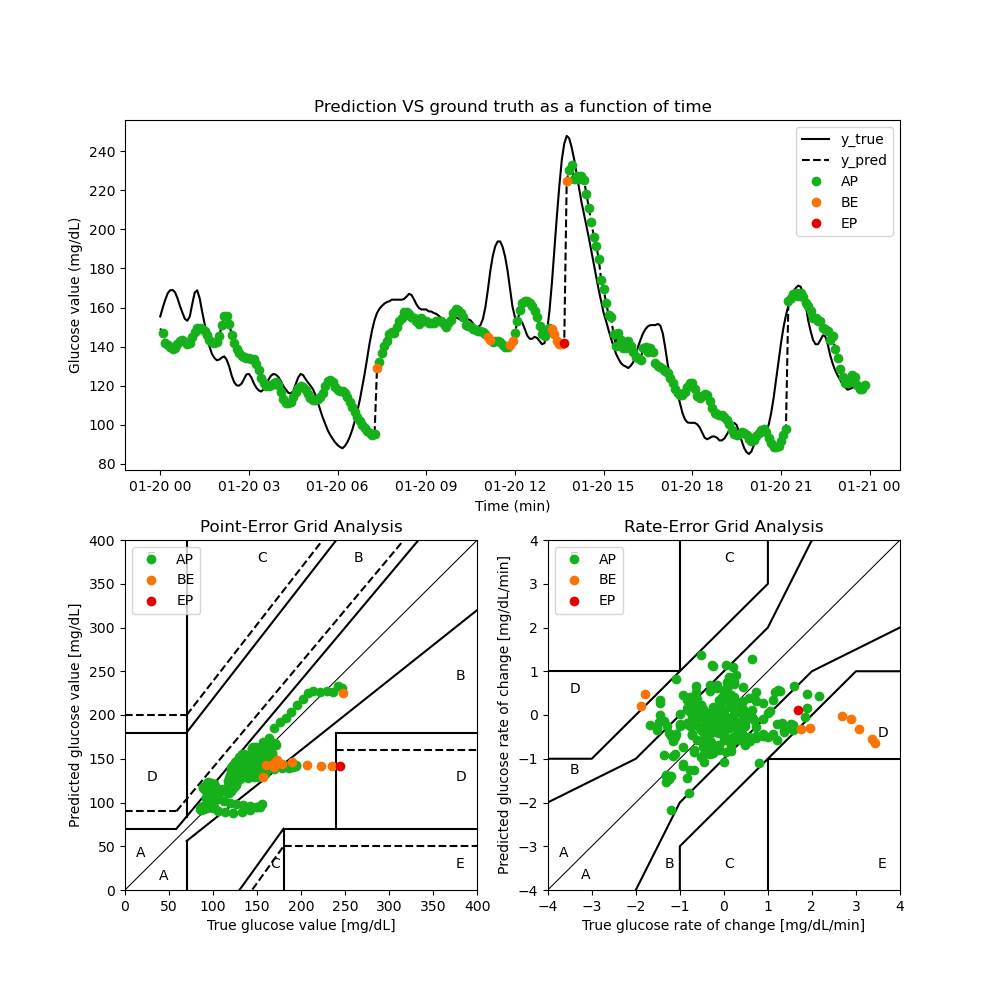 Prediction VS ground truth as a function of time
Glucose value (mg/dL)
240
220
200
180
160
140
120
100
80
y_true
y_pred
AP
BE
EP
01-20 00 01-20 03 01-20 06 01-20 09 01-20 12 01-20 15 01-20 18 01-20 21 01-21 00
Time (min)
Point-Error Grid Analysis
Predicted glucose value [mg/dL]
400
350
300
250
200
150
100
50
0
AP
BE
EP
C
B
B
D
D
A
A
C
E
0 50 100 150 200 250 300 350 400
True glucose value [mg/dL]
Rate-Error Grid Analysis
Predicted glucose rate of change [mg/dL/min]
4
3
2
1
0
−1
−2
−3
−4
AP
BE
EP
C
D
D
B
A
A
B
C
E
−4 −3 −2 −1 0 1 2 3 4
True glucose rate of change [mg/dL/min]